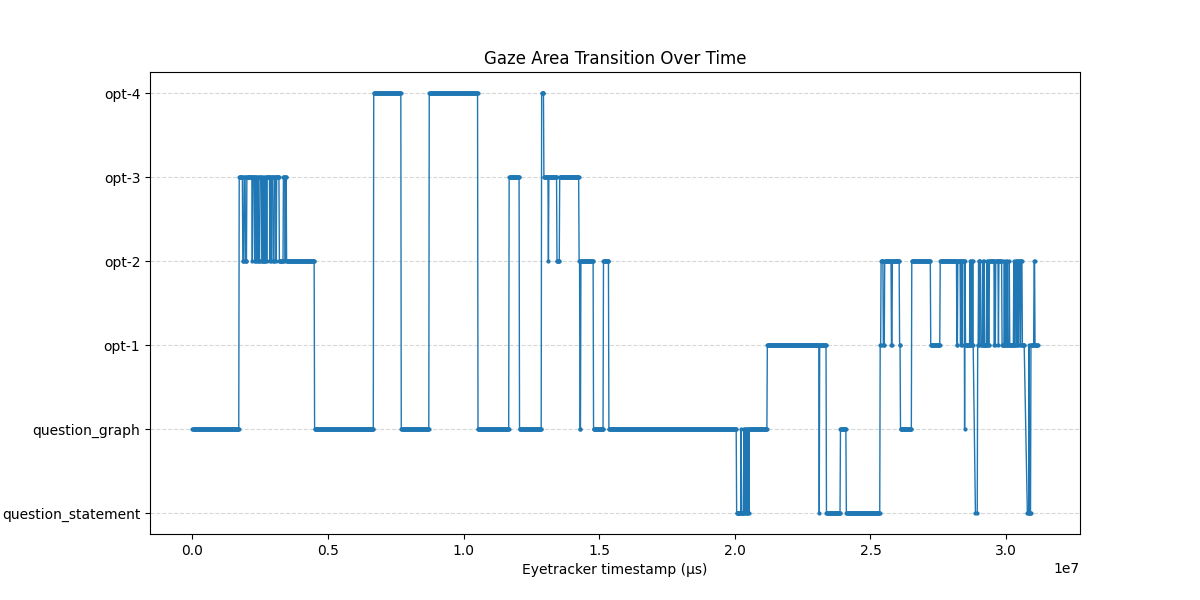 Gaze Area Transition Over Time
opt-4
opt-3
opt-2
opt-1
question_graph
question_statement
0.0 0.5 1.0 1.5 2.0 2.5 3.0
1e7
Eyetracker timestamp (µs)